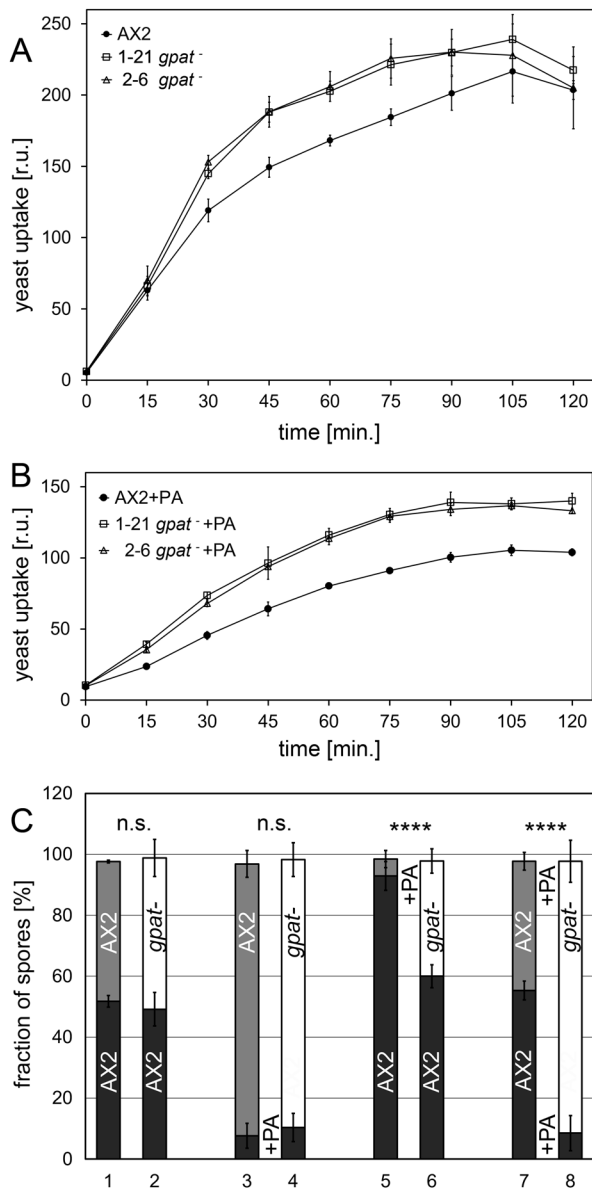 A
AX2
1-21 gpat -
2-6 gpat -
yeast uptake [r.u.]
250
200
150
100
50
0
0 15 30 45 60 75 90 105 120
time [min.]
B
AX2+PA
1-21 gpat - +PA
2-6 gpat - +PA
yeast uptake [r.u.]
150
100
50
0
0 15 30 45 60 75 90 105 120
time [min.]
C
fraction of spores [%]
120
100
80
60
40
20
0
n.s. n.s. **** ****
AX2 gpat- AX2 gpat- +PA gpat- AX2 +PA gpat-
AX2 AX2 +PA AX2 AX2 AX2 +PA
1 2 3 4 5 6 7 8